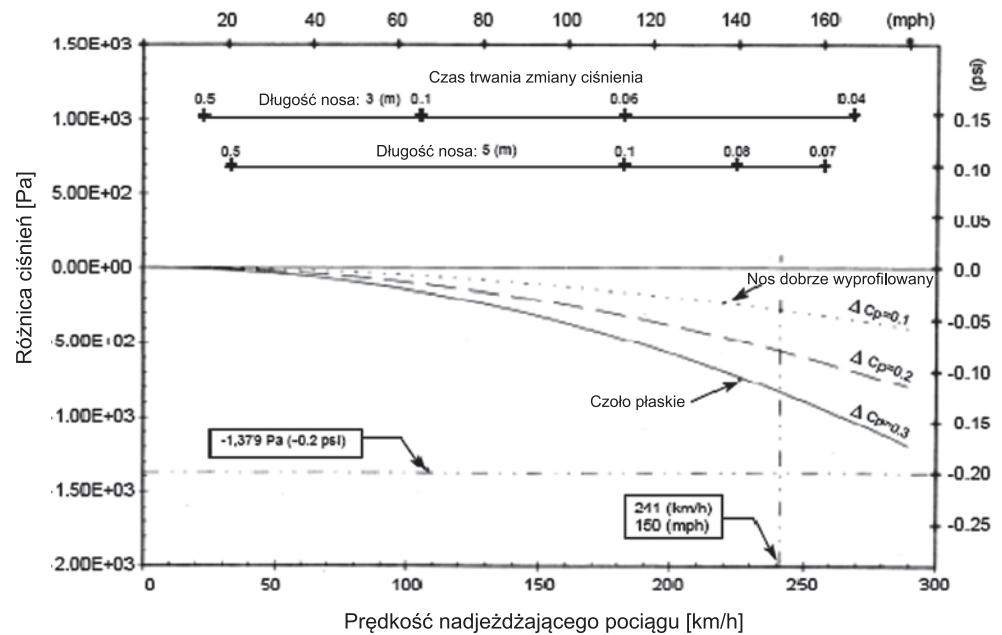 20 40 60 80 100 120 140 160 (mph)
1.50E+03
(psi)
Czas trwania zmiany ciśnienia
0.5 Długość nosa: 3 (m) 0.1 0.06 0.04
1.00E+03 0.15
0.5 Długość nosa: 5 (m) 0.1 0.08 0.07
0.10
5.00E+02
0.05
0.00E+00 0.0
Nos dobrze wyprofilowany
Δ Cp=0.1
-0.05
-5.00E+02
Δ Cp=0.2
-0.10
Czoło płaskie
Δ Cp=0.3
-1.00E+03 0.15
-1,379 Pa (-0.2 psi)
-0.20
-1.50E+03
241 (km/h)
150 (mph)
-0.25
-2.00E+03
0 50 100 150 200 250 300
Różnica ciśnień [Pa]
Prędkość nadjeżdżającego pociągu [km/h]